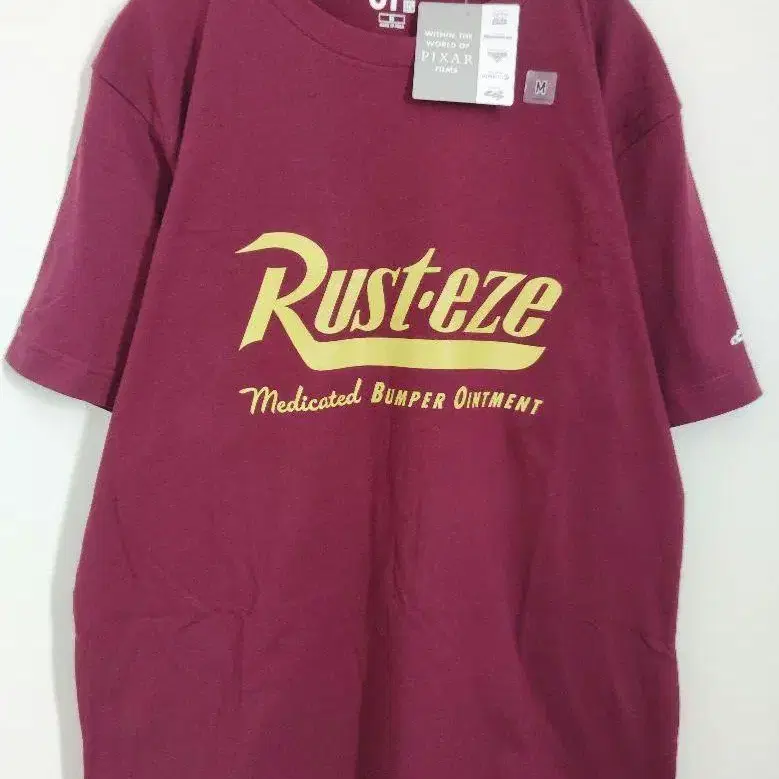 WITHIN THE
WORLD OF
PIXAR
FILMS
M
Rust-eze
Medicated BUMPER OINTMENT